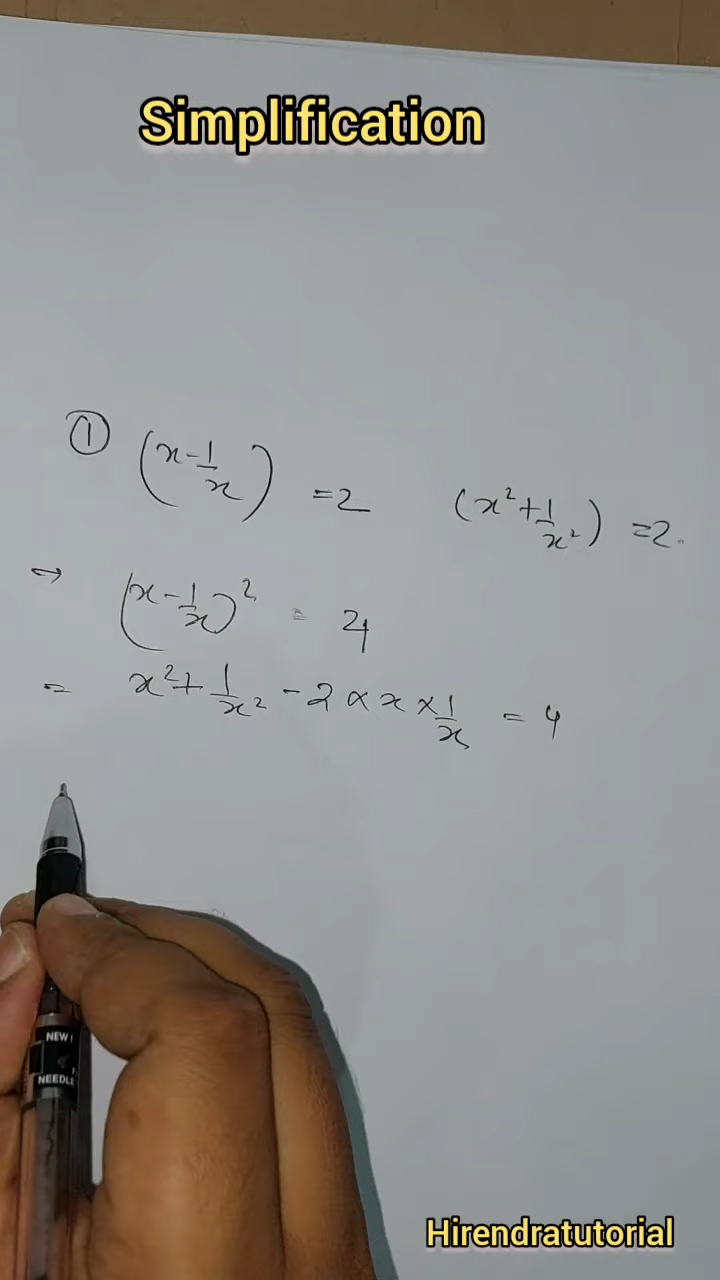 Simplification
① (x - 1/x) = 2 (x² + 1/x²) = 2.
→ (x - 1/x)² = 4
= x² + 1/x² - 2 × x × 1/x = 4
NEW
NEEDLE
Hirendratutorial